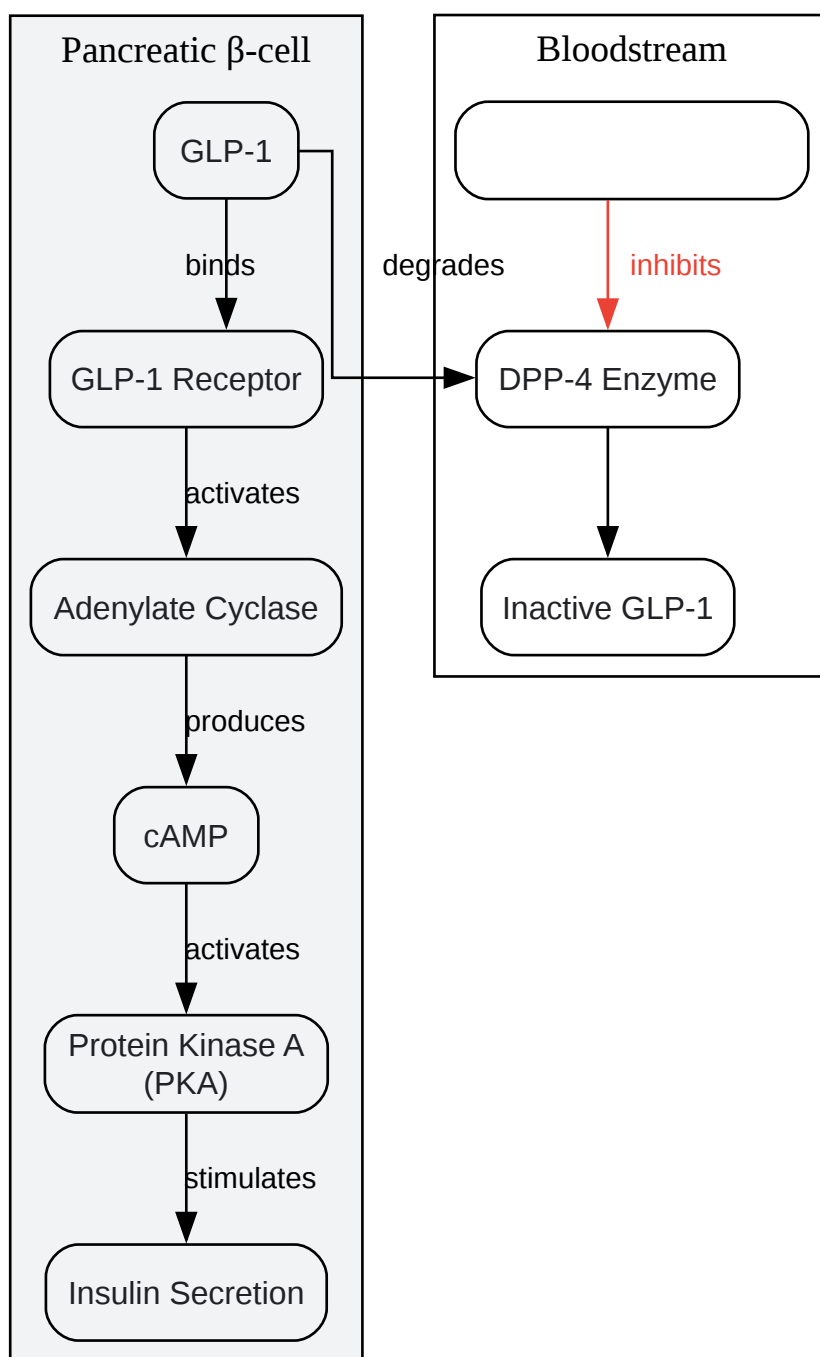 Pancreatic β-cell
Bloodstream
GLP-1
binds
degrades
inhibits
GLP-1 Receptor
DPP-4 Enzyme
activates
Adenylate Cyclase
Inactive GLP-1
produces
cAMP
activates
Protein Kinase A
(PKA)
stimulates
Insulin Secretion